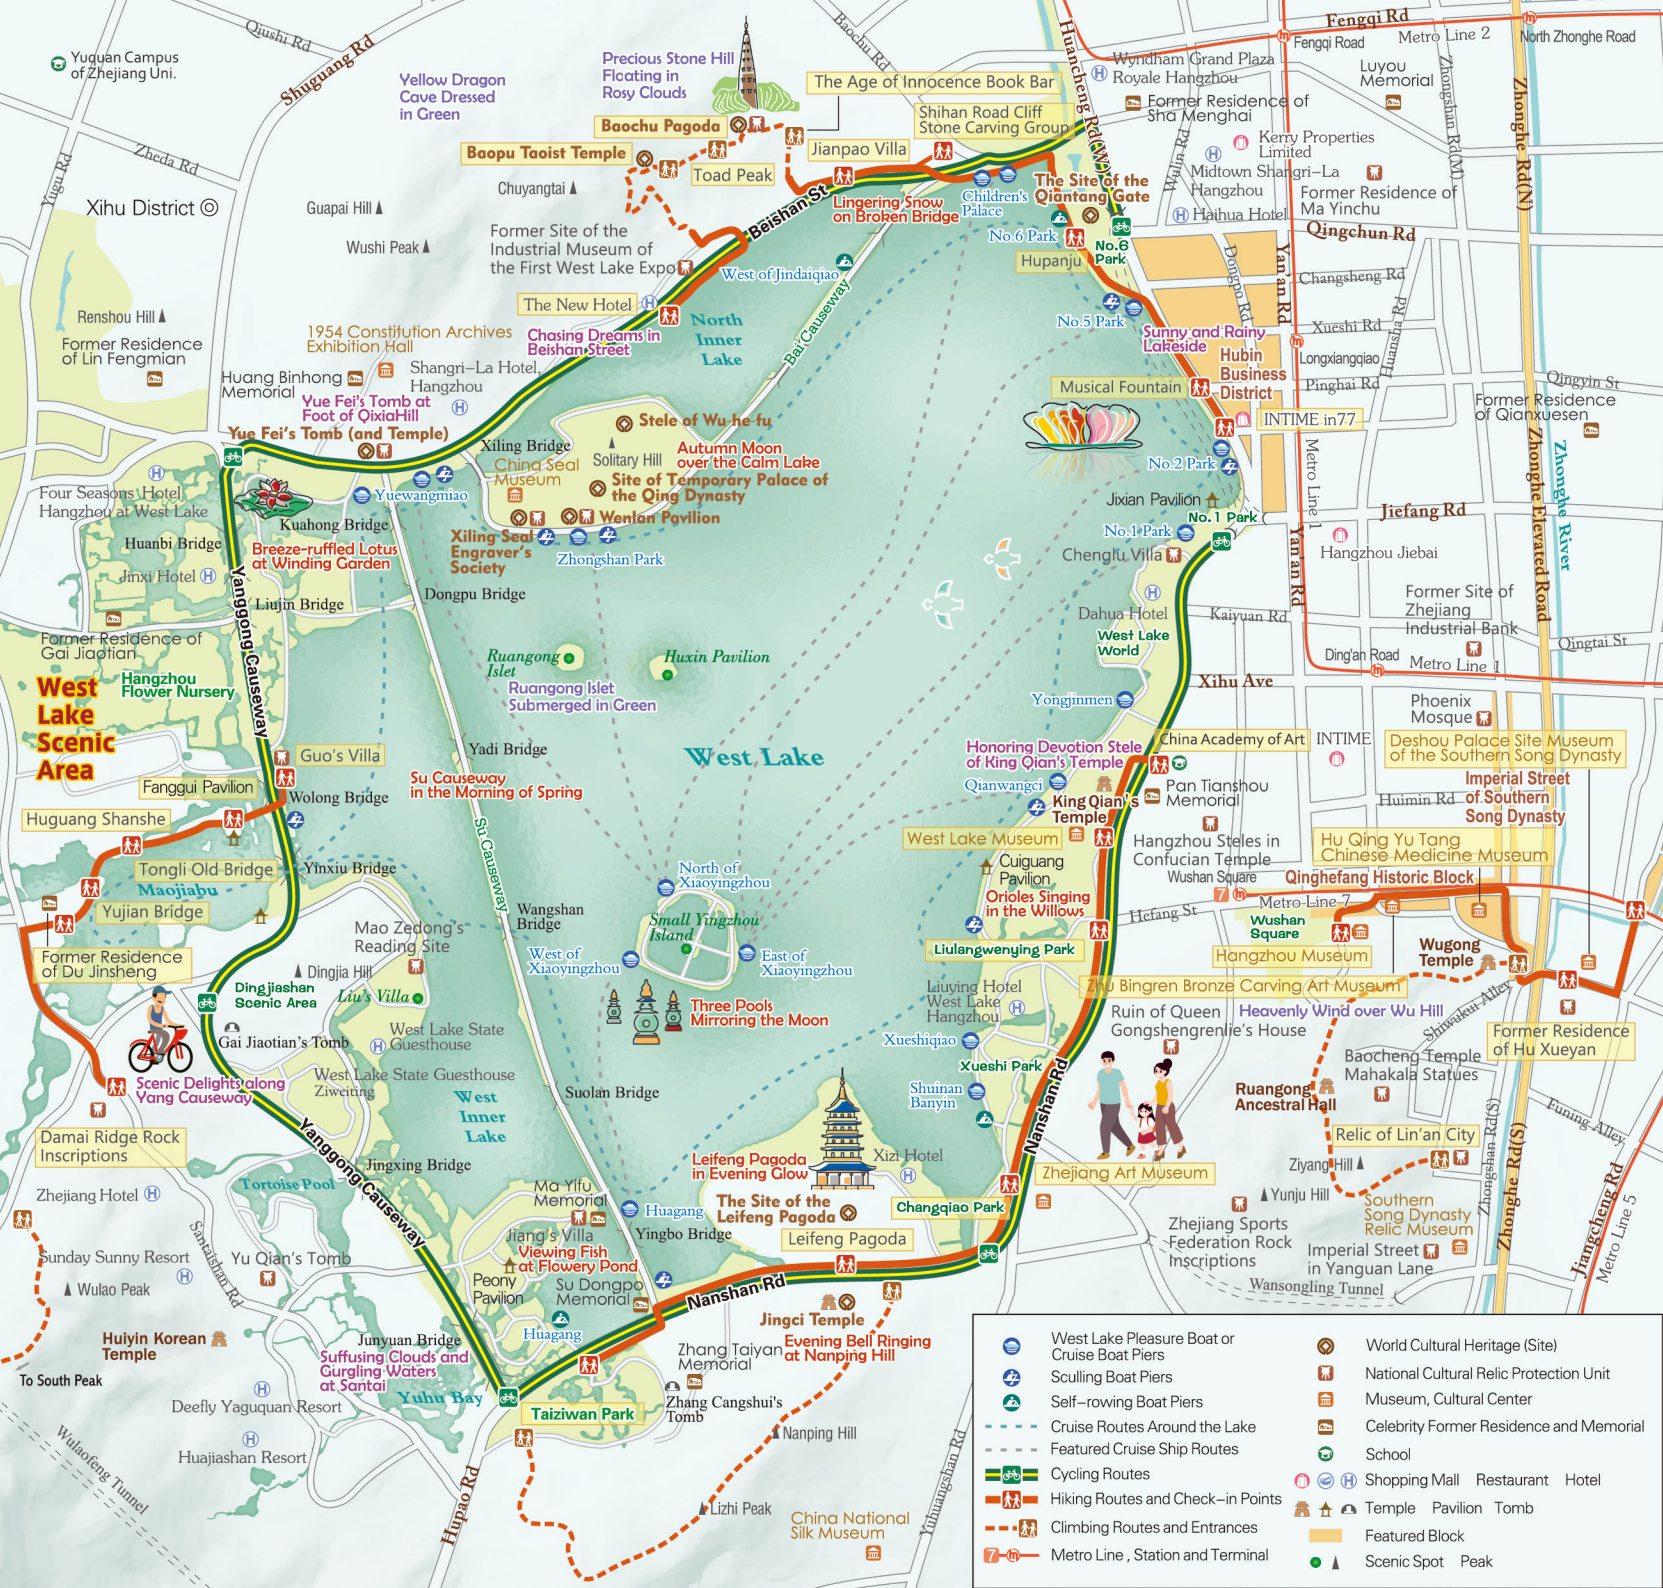 Yuquan Campus
of Zhejiang Uni.
Qiushi Rd
Shuguang Rd
Zheda Rd
Yugu Rd
Xihu District
Yellow Dragon
Cave Dressed
in Green
Precious Stone Hill
Floating in
Rosy Clouds
Baochu Rd
The Age of Innocence Book Bar
Shihan Road Cliff
Stone Carving Group
Baochu Pagoda
Baopu Taoist Temple
Toad Peak
Jianpao Villa
Chuyangtai
Guapai Hill
Wushi Peak
Former Site of the
Industrial Museum of
the First West Lake Expo
Beishan St
Lingering Snow
on Broken Bridge
Children's
Palace
The Site of the
Qiantang Gate
No.6 Park
No.6
Park
Hupanju
Huancheng Rd(W)
Fengqi Rd
Fengqi Road
Metro Line 2
North Zhonghe Road
Wyndham Grand Plaza
Royale Hangzhou
Luyou
Memorial
Former Residence of
Sha Menghai
Zhongshan Rd(M)
Zhonghe Rd(N)
Kerry Properties
Limited
Wulin Rd
Midtown Shangri-La
Hangzhou
Former Residence of
Ma Yinchu
Haihua Hotel
Qingchun Rd
Dongpo Rd
Yan'an Rd
Changsheng Rd
Xueshi Rd
Huansha Rd
Longxiangqiao
Pinghai Rd
Qingyin St
Former Residence
of Qianxuesen
The New Hotel
West of Jindaiqiao
North
Inner
Lake
Bai Causeway
Chasing Dreams in
Beishan Street
Renshou Hill
Former Residence
of Lin Fengmian
1954 Constitution Archives
Exhibition Hall
Huang Binhong
Memorial
Shangri-La Hotel,
Hangzhou
Yue Fei's Tomb at
Foot of QixiaHill
Yue Fei's Tomb (and Temple)
No.5 Park
Sunny and Rainy
Lakeside
Hubin
Business
District
Musical Fountain
INTIME in77
No.2 Park
Jixian Pavilion
No.1 Park
No.1 Park
Metro Line 1
Jiefang Rd
Zhonghe Elevated Road
Zhonghe River
Hangzhou Jiebai
Chenglu Villa
Yan'an Rd
Four Seasons Hotel
Hangzhou at West Lake
Yuewangmiao
Kuahong Bridge
Xiling Bridge
China Seal
Museum
Stele of Wu-he-fu
Solitary Hill
Autumn Moon
over the Calm Lake
Site of Temporary Palace of
the Qing Dynasty
Wenlan Pavilion
Xiling Seal
Engraver's
Society
Zhongshan Park
Huanbi Bridge
Breeze-ruffled Lotus
at Winding Garden
Jinxi Hotel
Liujin Bridge
Dongpu Bridge
Yanggong Causeway
Former Residence of
Gai Jiaotian
Hangzhou
Flower Nursery
West
Lake
Scenic
Area
Ruangong
Islet
Huxin Pavilion
Ruangong Islet
Submerged in Green
Dahua Hotel
West Lake
World
Kaiyuan Rd
Former Site of
Zhejiang
Industrial Bank
Qingtai St
Ding'an Road
Metro Line 1
Xihu Ave
Yongjinmen
Phoenix
Mosque
West Lake
Yadi Bridge
Su Causeway
in the Morning of Spring
Su Causeway
Guo's Villa
Fanggui Pavilion
Wolong Bridge
Huguang Shanshe
Tongli Old Bridge
Yinxiu Bridge
Maojiabu
Yujian Bridge
Honoring Devotion Stele
of King Qian's Temple
China Academy of Art
INTIME
Deshou Palace Site Museum
of the Southern Song Dynasty
Qianwangci
Pan Tianshou
Memorial
King Qian's
Temple
Imperial Street
of Southern
Song Dynasty
Huimin Rd
West Lake Museum
Hangzhou Steles in
Confucian Temple
Hu Qing Yu Tang
Chinese Medicine Museum
Cuiguang
Pavilion
Wushan Square
Qinghefang Historic Block
Metro Line 7
Orioles Singing
in the Willows
Hefang St
Wushan
Square
Liulangwenying Park
Hangzhou Museum
Wugong
Temple
Zhu Bingren Bronze Carving Art Museum
North of
Xiaoyingzhou
Small Yingzhou
Island
West of
Xiaoyingzhou
East of
Xiaoyingzhou
Three Pools
Mirroring the Moon
Wangshan
Bridge
Mao Zedong's
Reading Site
Former Residence
of Du Jinsheng
Dingjia Hill
Dingjiashan
Scenic Area
Liu's Villa
Gai Jiaotian's Tomb
West Lake State
Guesthouse
West Lake State Guesthouse
Ziweiting
Scenic Delights along
Yang Causeway
Liuying Hotel
West Lake
Hangzhou
Ruin of Queen
Gongshengrenlie's House
Heavenly Wind over Wu Hill
Shiwukui Alley
Former Residence
of Hu Xueyan
Xueshiqiao
Xueshi Park
Shuinan
Banyin
Nanshan Rd
Baocheng Temple
Mahakala Statues
Ruangong
Ancestral Hall
Funing Alley
Relic of Lin'an City
Zhongshan Rd(S)
Zhonghe Rd(S)
Ziyang Hill
Yunju Hill
Southern
Song Dynasty
Relic Museum
Zhejiang Art Museum
Zhejiang Sports
Federation Rock
Inscriptions
Imperial Street
in Yanguan Lane
Wansongling Tunnel
Jiangcheng Rd
Metro Line 5
Suolan Bridge
West
Inner
Lake
Damai Ridge Rock
Inscriptions
Yanggong Causeway
Jingxing Bridge
Tortoise Pool
Zhejiang Hotel
Santaishan Rd
Sunday Sunny Resort
Yu Qian's Tomb
Wulao Peak
Huiyin Korean
Temple
To South Peak
Leifeng Pagoda
in Evening Glow
Xizi Hotel
The Site of the
Leifeng Pagoda
Changqiao Park
Leifeng Pagoda
Ma Yifu
Memorial
Huagang
Jiang's Villa
Yingbo Bridge
Viewing Fish
at Flowery Pond
Peony
Pavilion
Su Dongpo
Memorial
Huagang
Nanshan Rd
Jingci Temple
Evening Bell Ringing
at Nanping Hill
Junyuan Bridge
Suffusing Clouds and
Gurgling Waters
at Santai
Yuhu Bay
Zhang Taiyan
Memorial
Zhang Cangshui's
Tomb
Taiziwan Park
Deefly Yaguquan Resort
Huajiashan Resort
Wulaofeng Tunnel
Hupao Rd
Nanping Hill
Lizhi Peak
China National
Silk Museum
Yuhuangshan Rd
West Lake Pleasure Boat or
Cruise Boat Piers
Sculling Boat Piers
Self-rowing Boat Piers
Cruise Routes Around the Lake
Featured Cruise Ship Routes
Cycling Routes
Hiking Routes and Check-in Points
Climbing Routes and Entrances
7
Metro Line , Station and Terminal
World Cultural Heritage (Site)
National Cultural Relic Protection Unit
Museum, Cultural Center
Celebrity Former Residence and Memorial
School
Shopping Mall Restaurant Hotel
Temple Pavilion Tomb
Featured Block
Scenic Spot Peak